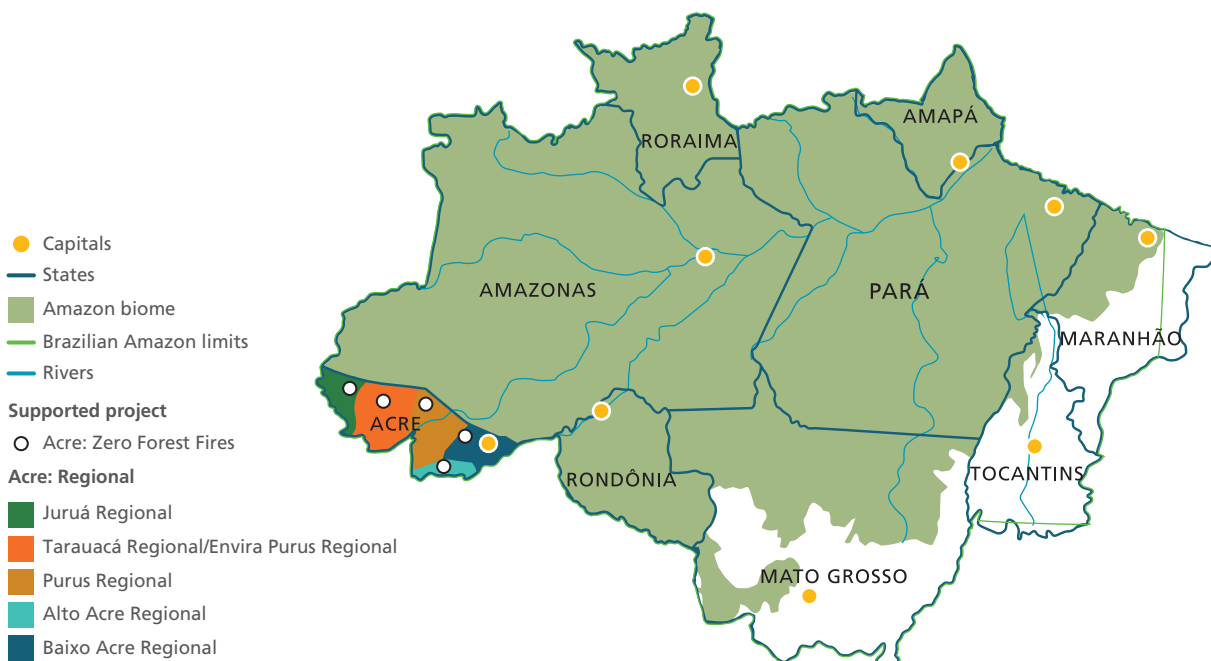 Capitals
States
Amazon biome
Brazilian Amazon limits
Rivers
Supported project
Acre: Zero Forest Fires
Acre: Regional
Juruá Regional
Tarauacá Regional/Envira Purus Regional
Purus Regional
Alto Acre Regional
Baixo Acre Regional
RORAIMA
AMAPÁ
AMAZONAS
PARÁ
MARANHÃO
ACRE
RONDÔNIA
TOCANTINS
MATO GROSSO